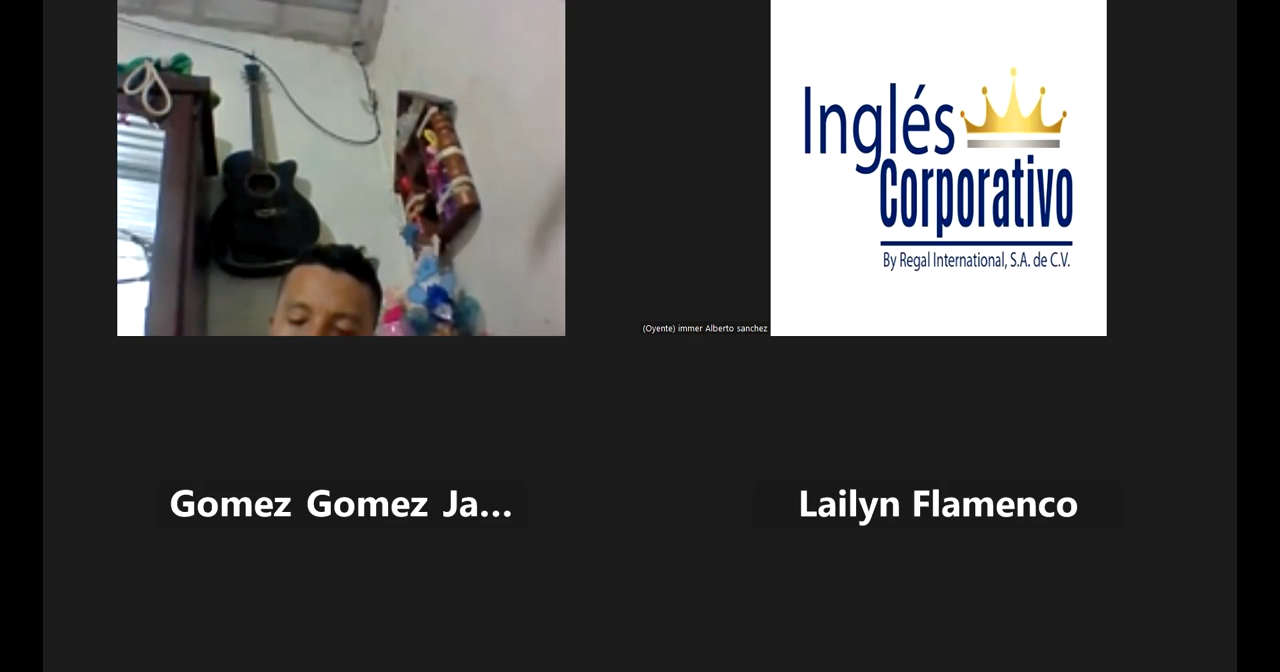 Inglés
Corporativo
By Regal International, S.A. de C.V.
(Oyente) immer Alberto sanchez
Gomez Gomez Ja...
Lailyn Flamenco